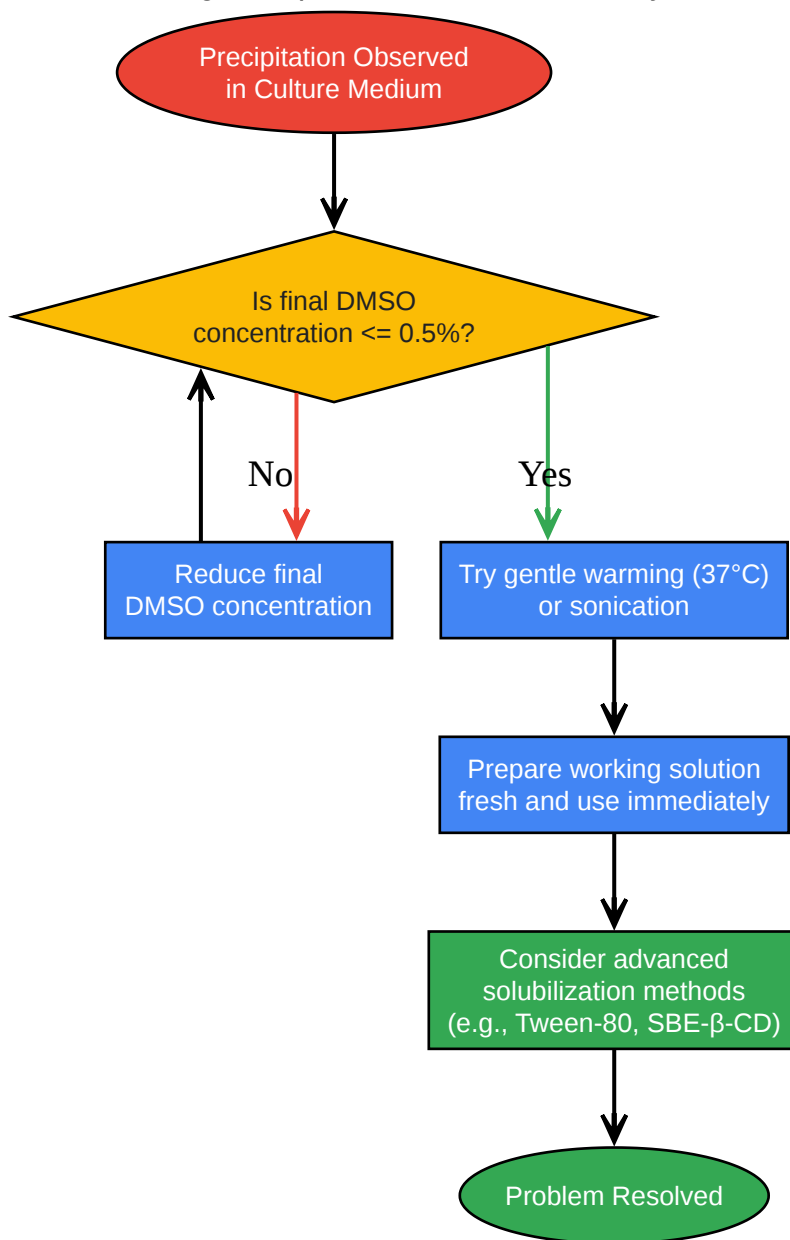 Precipitation Observed
in Culture Medium
Is final DMSO
concentration <= 0.5%?
No
Yes
Reduce final
DMSO concentration
Try gentle warming (37°C)
or sonication
Prepare working solution
fresh and use immediately
Consider advanced
solubilization methods
(e.g., Tween-80, SBE-β-CD)
Problem Resolved